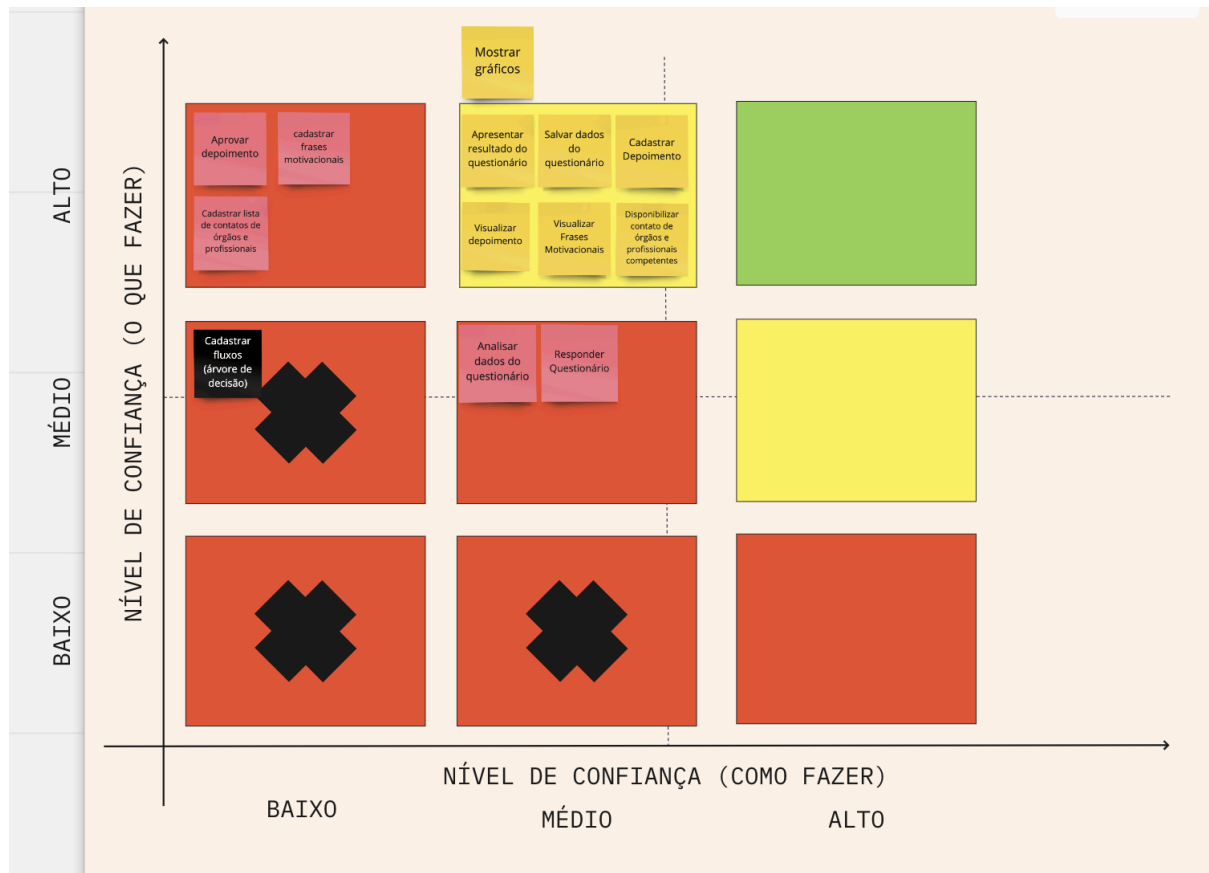 Mostrar
gráficos
Aprovar
depoimento
cadastrar
frases
motivacionais
Cadastrar lista
de contatos de
órgãos e
profissionais
Apresentar
resultado do
questionário
Salvar dados
do
questionário
Cadastrar
Depoimento
Visualizar
depoimento
Visualizar
Frases
Motivacionais
Disponibilizar
contato de
órgãos e
profissionais
competentes
Cadastrar
fluxos
(árvore de
decisão)
Analisar
dados do
questionário
Responder
Questionário
ALTO
MÉDIO
BAIXO
NÍVEL DE CONFIANÇA (O QUE FAZER)
NÍVEL DE CONFIANÇA (COMO FAZER)
BAIXO
MÉDIO
ALTO